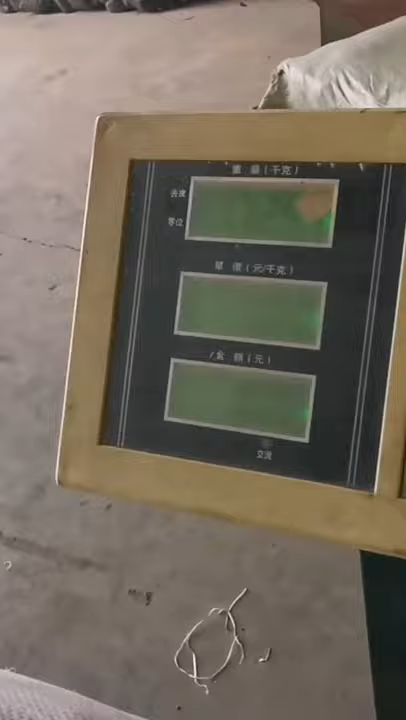 重 量（千克）
去皮
零位
单 价（元/千克）
金 额（元）
交流